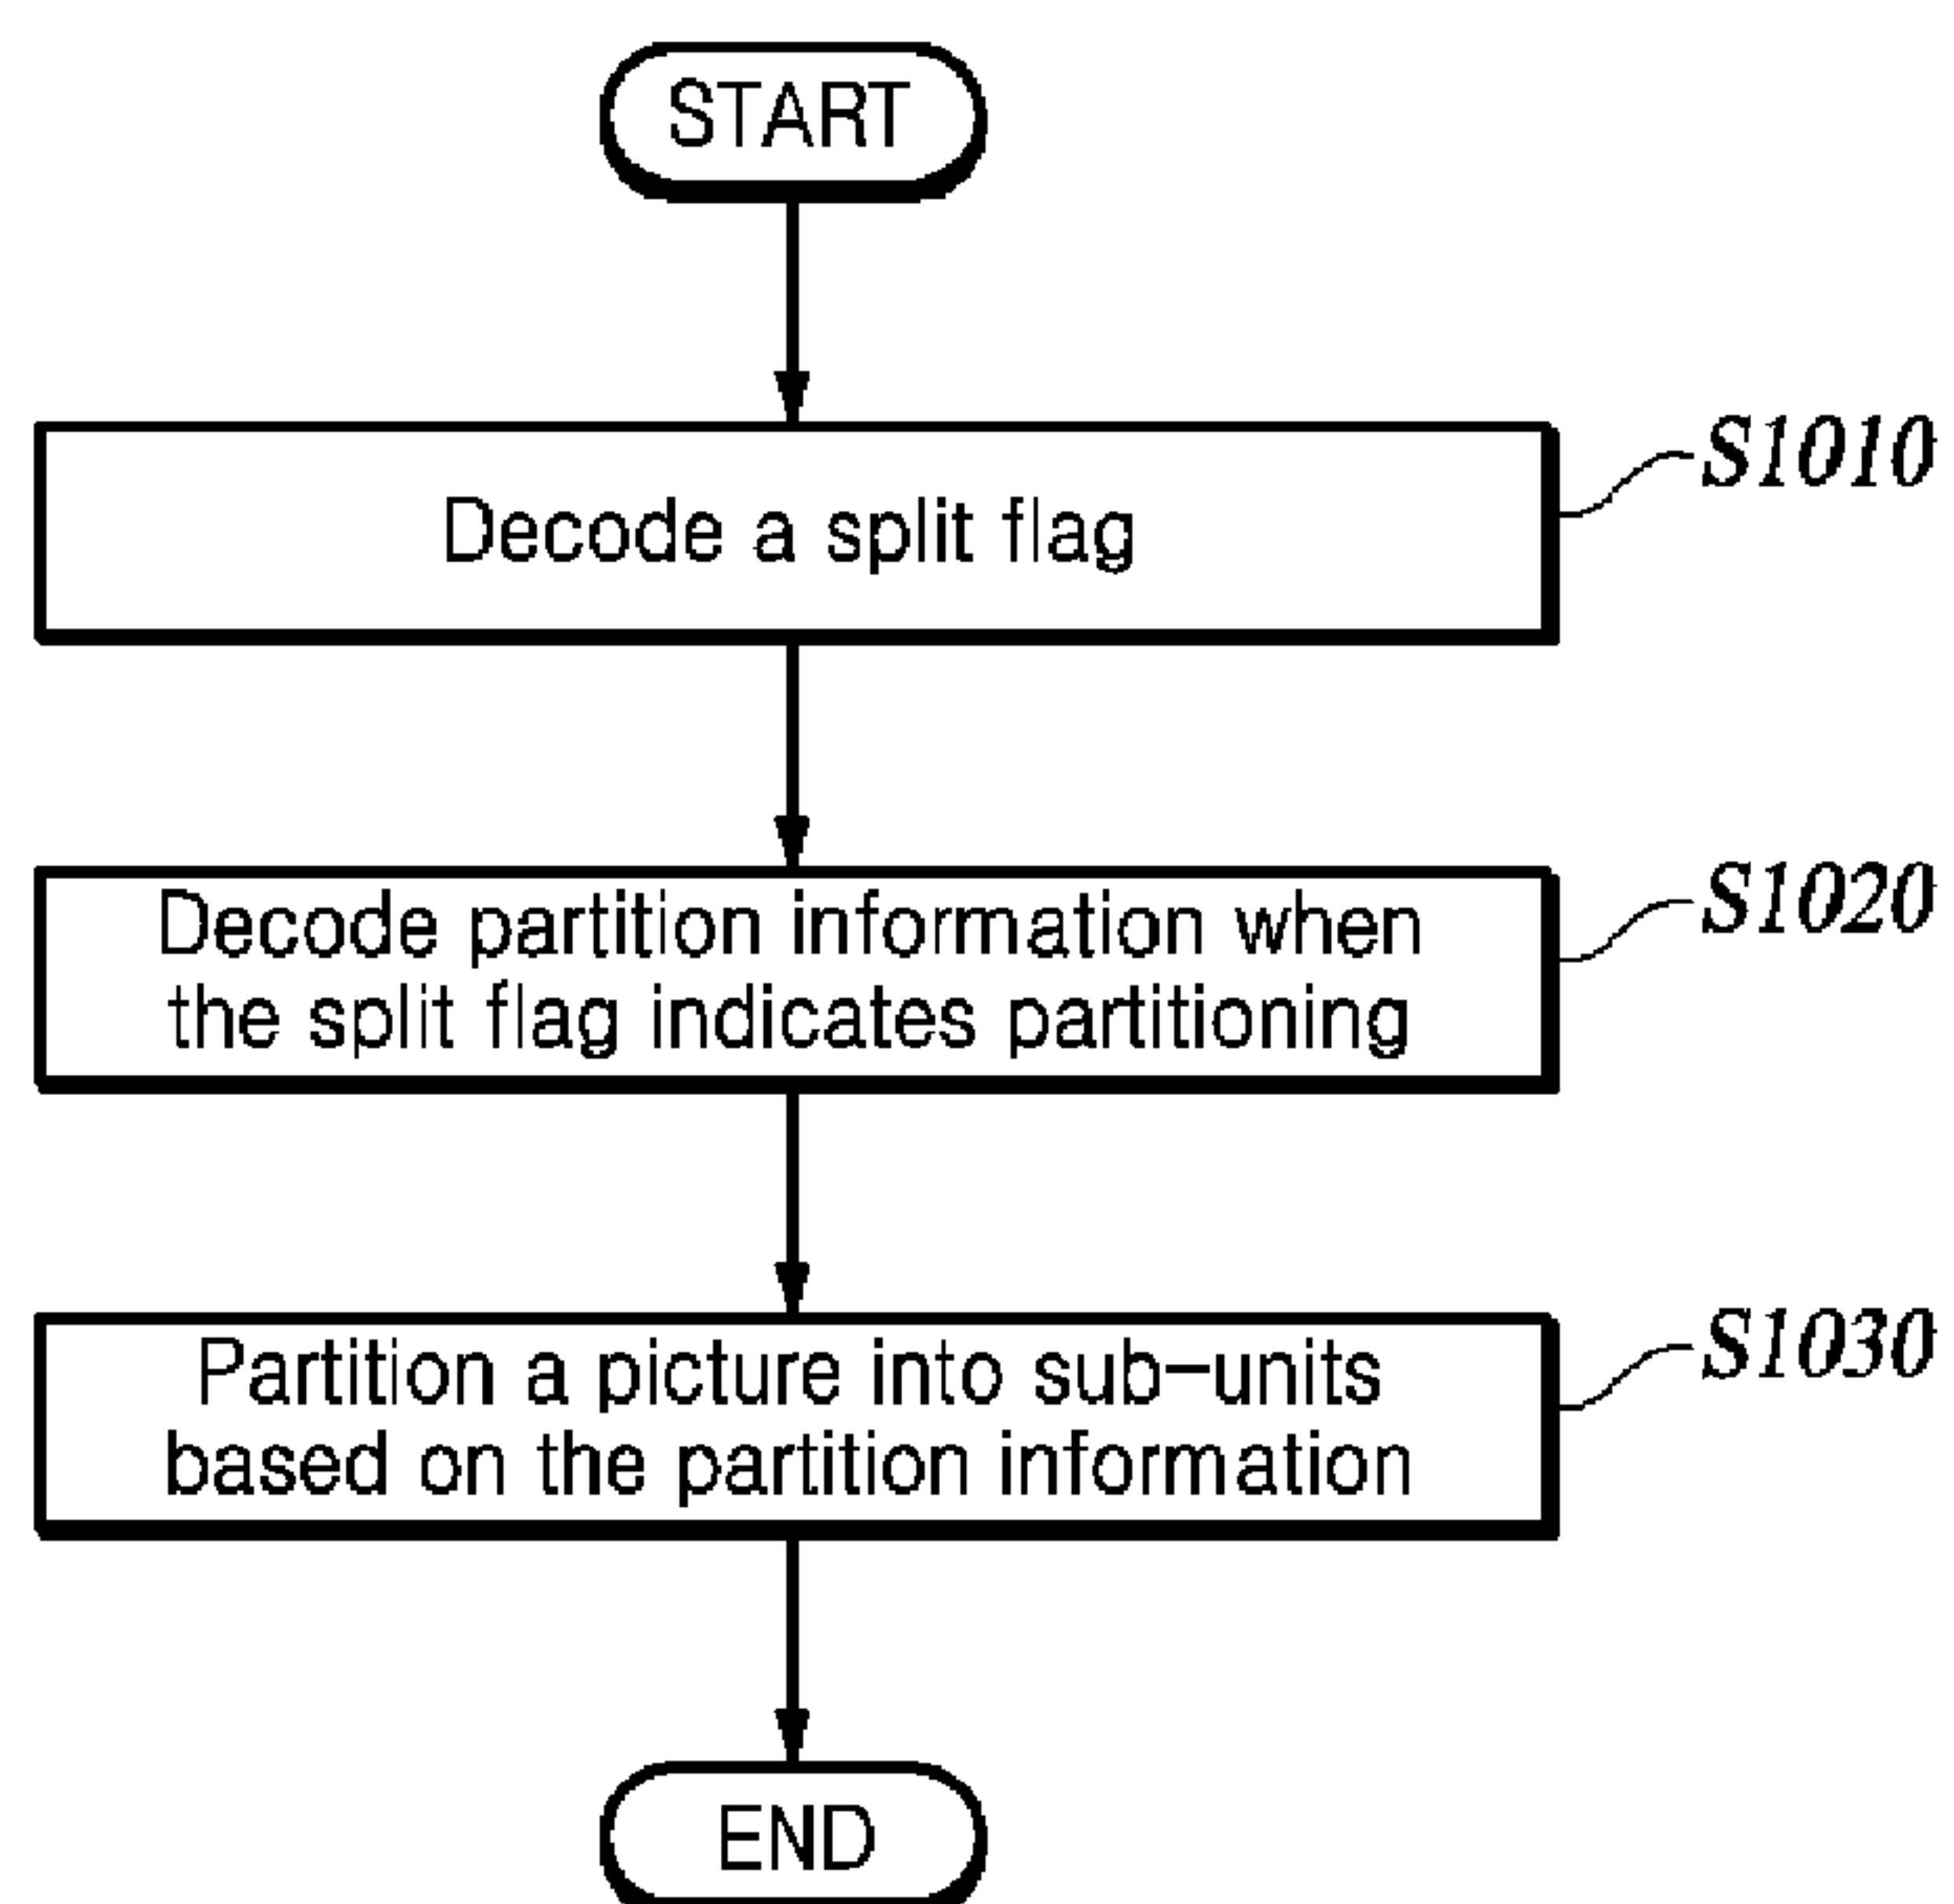 START
Decode a split flag
S1010
Decode partition information when
the split flag indicates partitioning
S1020
Partition a picture into sub-units
based on the partition information
S1030
END